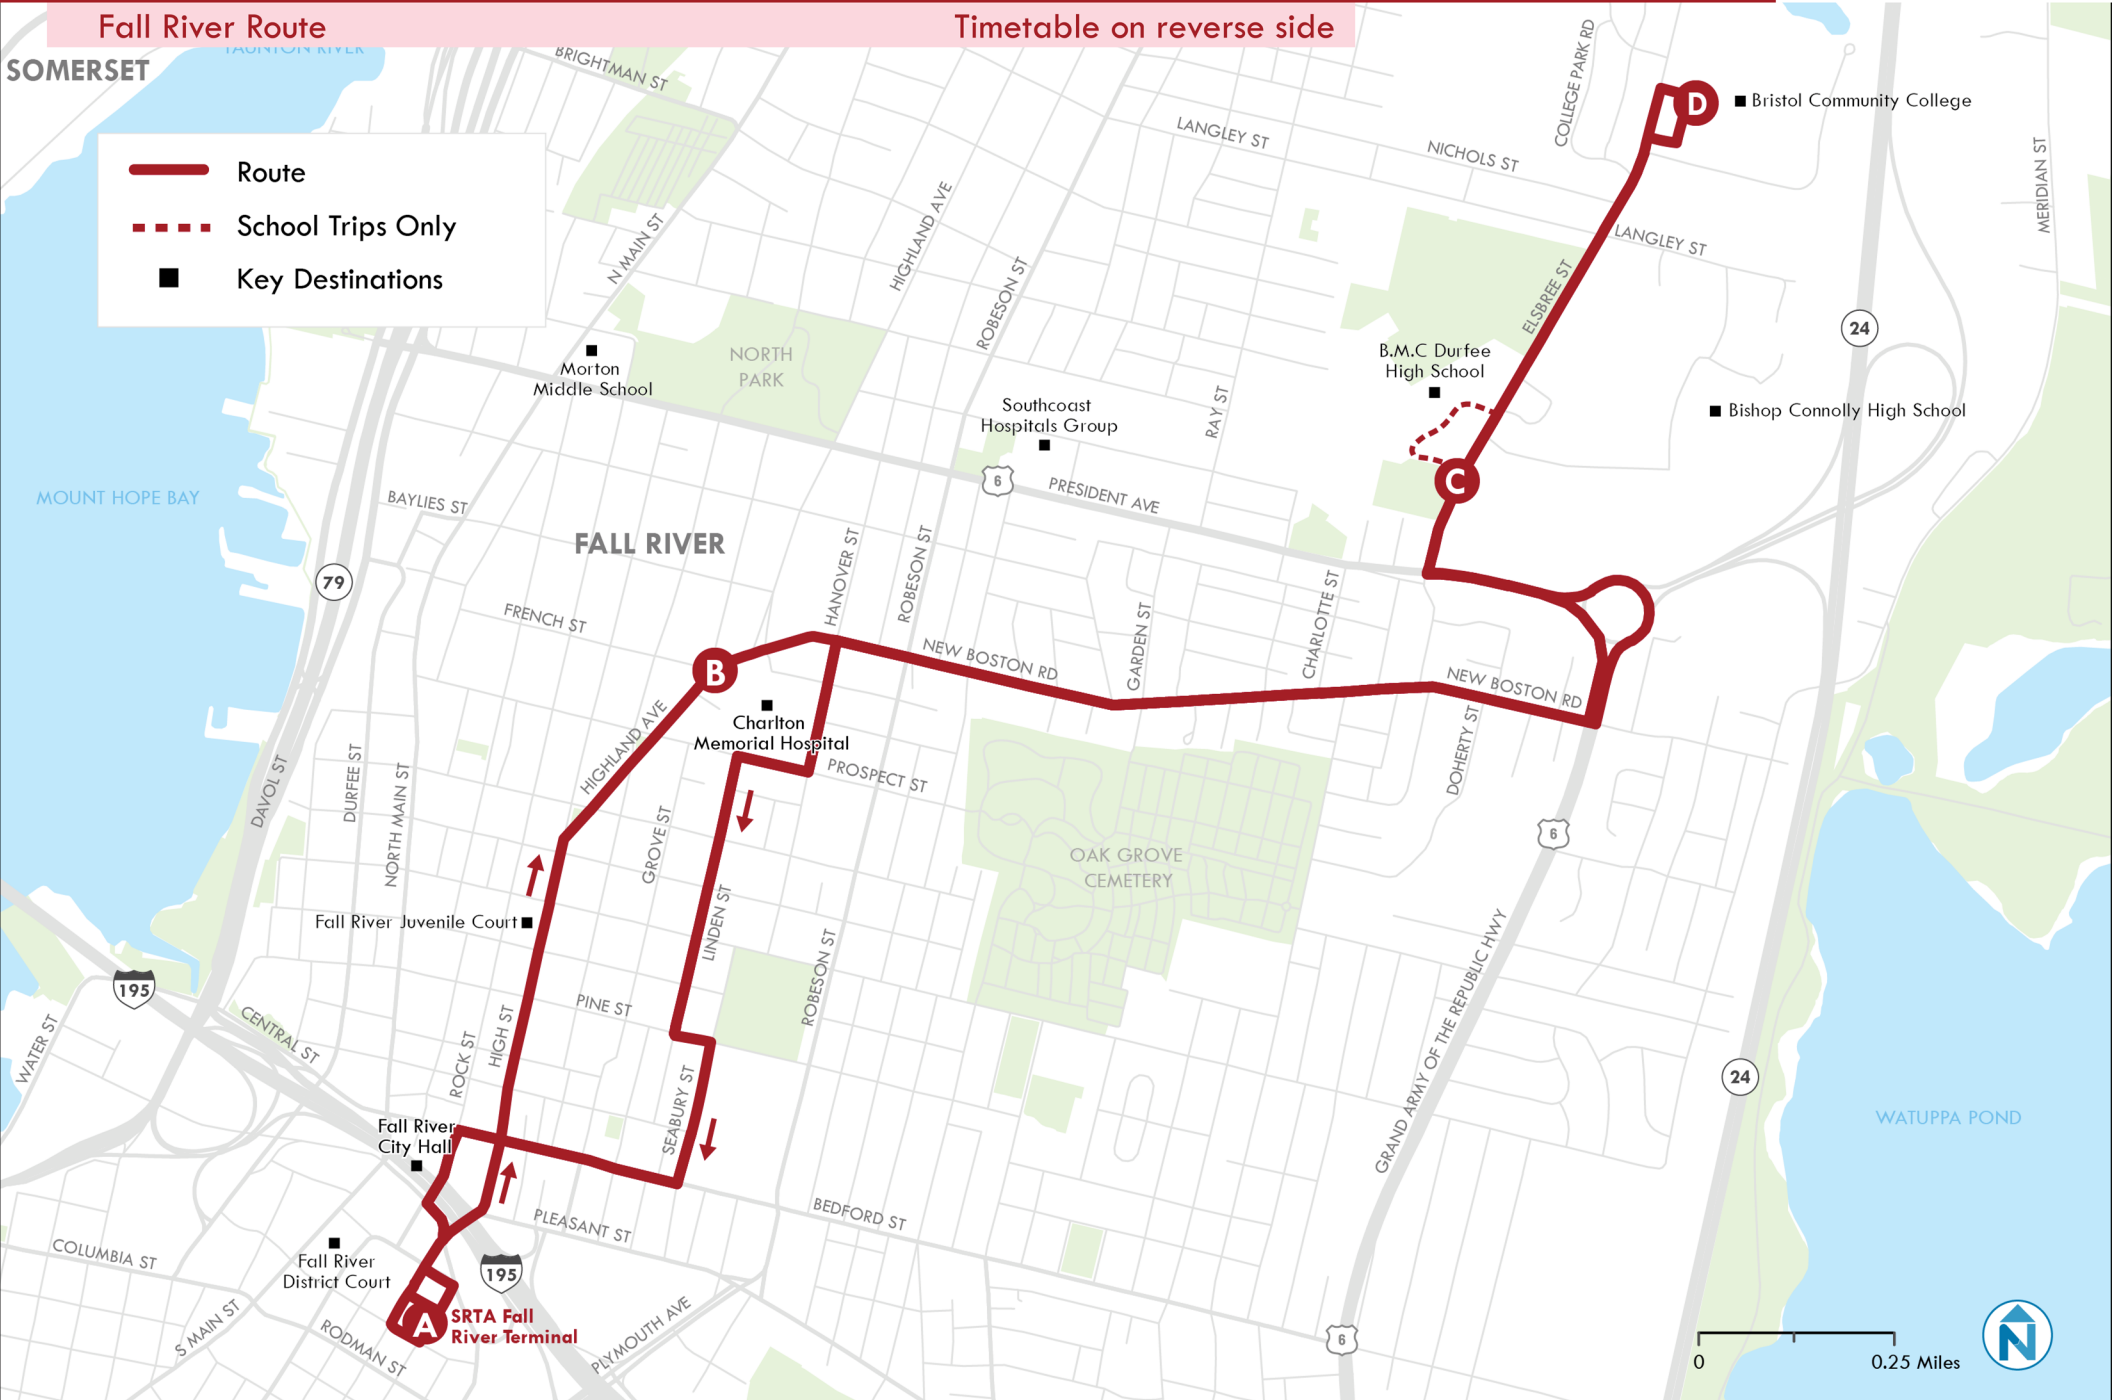 Fall River Route
Timetable on reverse side
TAUNTON RIVER
SOMERSET
BRIGHTMAN ST
COLLEGE PARK RD
D
Bristol Community College
LANGLEY ST
NICHOLS ST
MERIDIAN ST
Route
School Trips Only
Key Destinations
HIGHLAND AVE
N MAIN ST
LANGLEY ST
ROBESON ST
ELSBREE ST
24
NORTH
PARK
Morton
Middle School
B.M.C Durfee
High School
Southcoast
Hospitals Group
RAY ST
Bishop Connolly High School
MOUNT HOPE BAY
BAYLIES ST
6
PRESIDENT AVE
C
FALL RIVER
79
HANOVER ST
ROBESON ST
FRENCH ST
GARDEN ST
CHARLOTTE ST
NEW BOSTON RD
B
NEW BOSTON RD
HIGHLAND AVE
Charlton
Memorial Hospital
DOHERTY ST
PROSPECT ST
DAVOL ST
DURFEE ST
NORTH MAIN ST
GROVE ST
6
OAK GROVE
CEMETERY
LINDEN ST
Fall River Juvenile Court
ROBESON ST
GRAND ARMY OF THE REPUBLIC HWY
195
PINE ST
HIGH ST
CENTRAL ST
WATER ST
ROCK ST
SEABURY ST
24
WATUPPA POND
Fall River
City Hall
PLEASANT ST
BEDFORD ST
COLUMBIA ST
Fall River
District Court
195
A
SRTA Fall
River Terminal
S MAIN ST
RODMAN ST
PLYMOUTH AVE
6
N
0
0.25 Miles